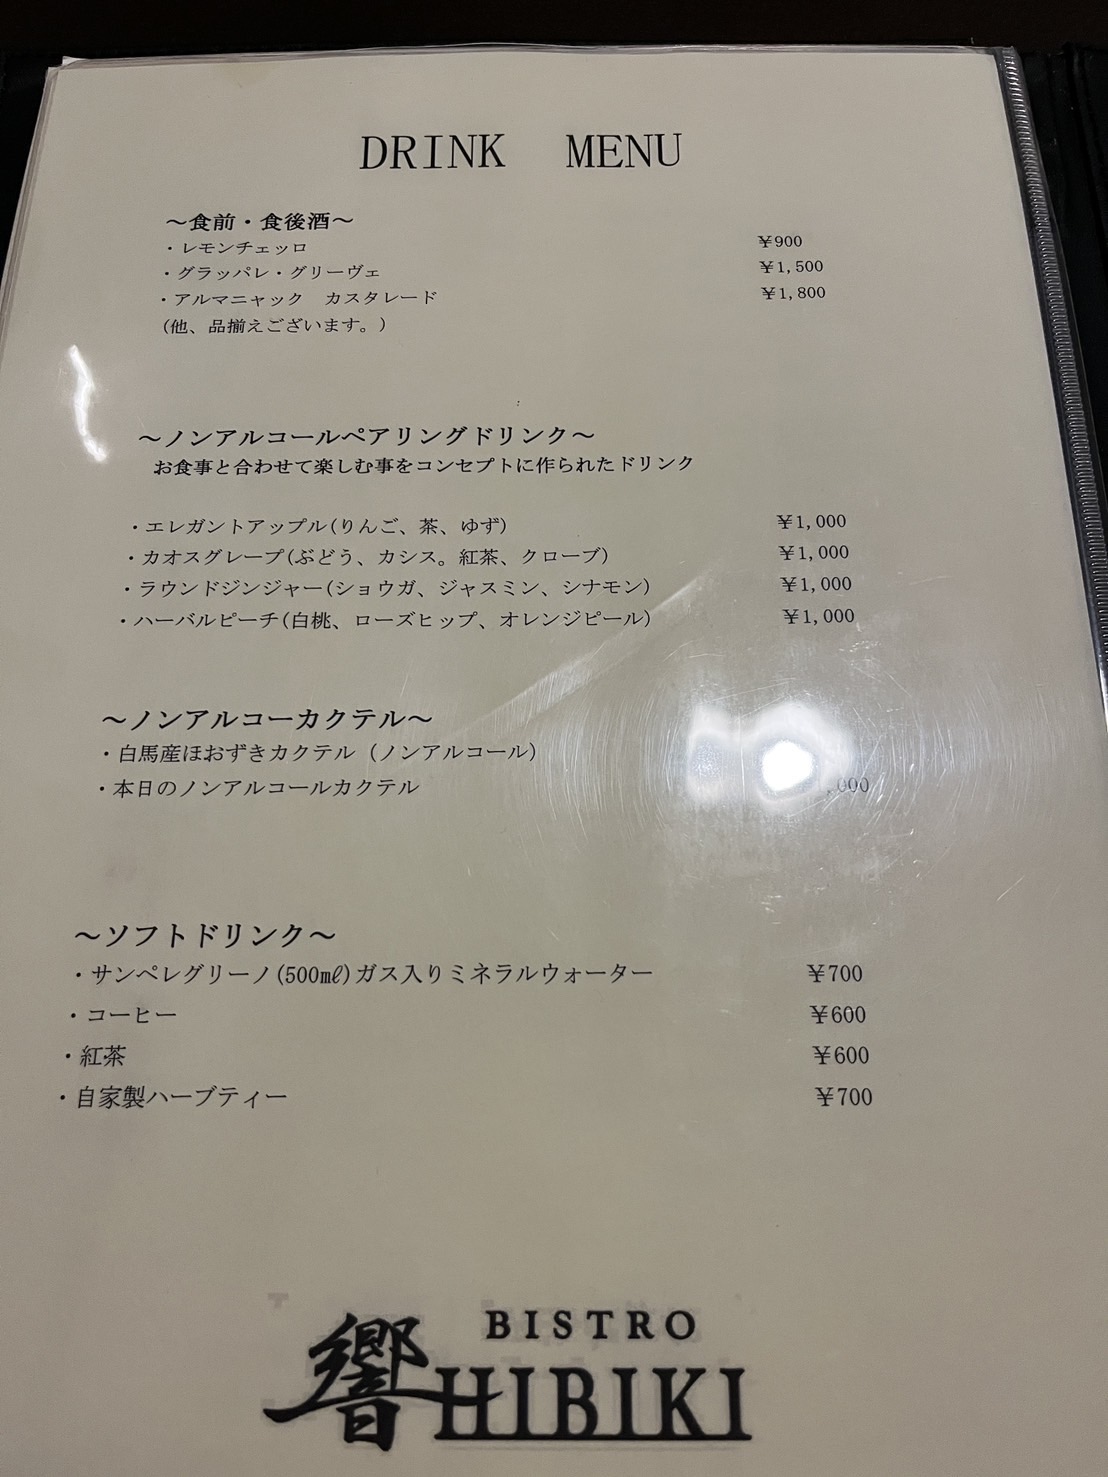 DRINK MENU
～食前・食後酒～
・レモンチェッロ ￥900
・グラッパレ・グリーヴェ ￥1,500
・アルマニャック カスタレード ￥1,800
(他、品揃えございます。)
～ノンアルコールペアリングドリンク～
お食事と合わせて楽しむ事をコンセプトに作られたドリンク
・エレガントアップル(りんご、茶、ゆず) ￥1,000
・カオスグレープ(ぶどう、カシス。紅茶、クローブ) ￥1,000
・ラウンドジンジャー(ショウガ、ジャスミン、シナモン) ￥1,000
・ハーバルピーチ(白桃、ローズヒップ、オレンジピール) ￥1,000
～ノンアルコーカクテル～
・白馬産ほおずきカクテル (ノンアルコール)
・本日のノンアルコールカクテル ,000
～ソフトドリンク～
・サンペレグリーノ(500㎖)ガス入りミネラルウォーター ￥700
・コーヒー ￥600
・紅茶 ￥600
・自家製ハーブティー ￥700
BISTRO
響 HIBIKI